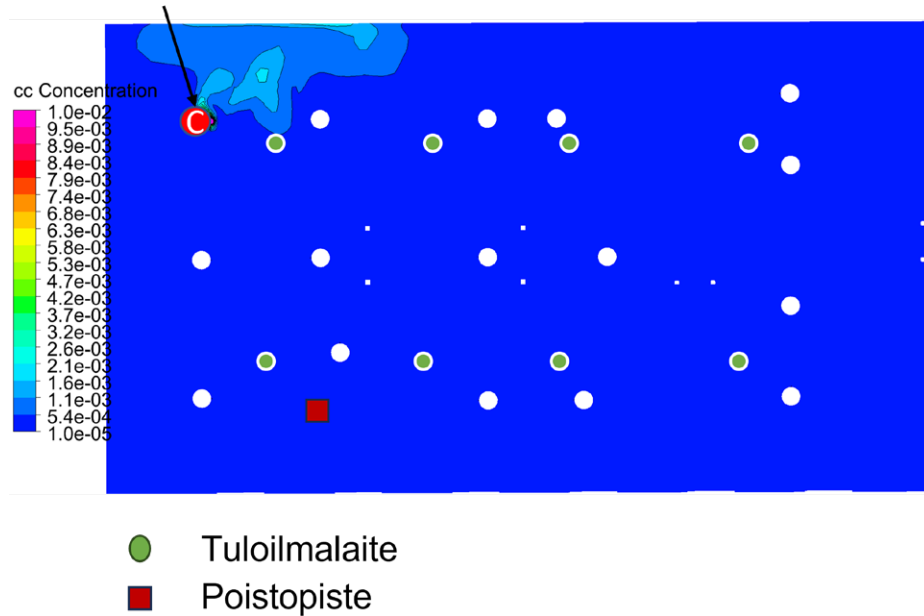 cc Concentration
1.0e-02
9.5e-03
8.9e-03
8.4e-03
7.9e-03
7.4e-03
6.8e-03
6.3e-03
5.8e-03
5.3e-03
4.7e-03
4.2e-03
3.7e-03
3.2e-03
2.6e-03
2.1e-03
1.6e-03
1.1e-03
5.4e-04
1.0e-05
C
Tuloilmalaite
Poistopiste